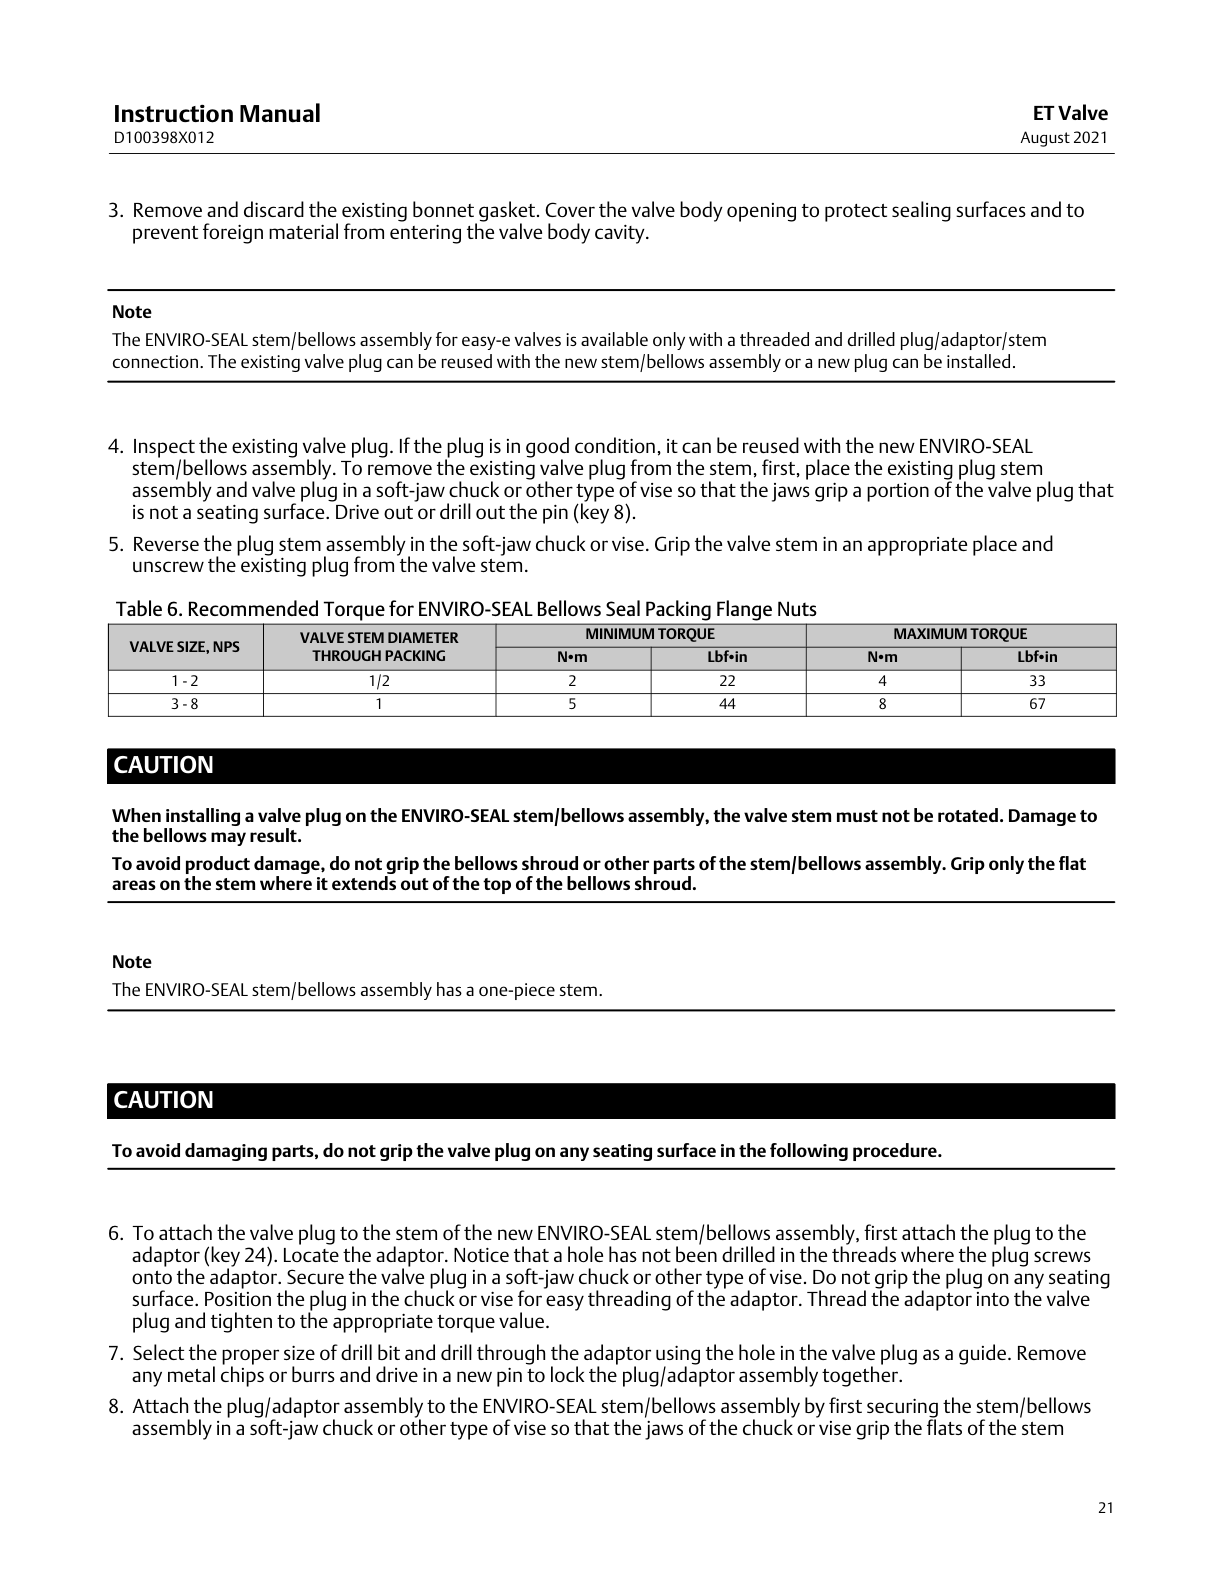 Instruction Manual
D100398X012
ET Valve
August 2021
3. Remove and discard the existing bonnet gasket. Cover the valve body opening to protect sealing surfaces and to
prevent foreign material from entering the valve body cavity.
Note
The ENVIRO-SEAL stem/bellows assembly for easy-e valves is available only with a threaded and drilled plug/adaptor/stem
connection. The existing valve plug can be reused with the new stem/bellows assembly or a new plug can be installed.
4. Inspect the existing valve plug. If the plug is in good condition, it can be reused with the new ENVIRO-SEAL
stem/bellows assembly. To remove the existing valve plug from the stem, first, place the existing plug stem
assembly and valve plug in a soft-jaw chuck or other type of vise so that the jaws grip a portion of the valve plug that
is not a seating surface. Drive out or drill out the pin (key 8).
5. Reverse the plug stem assembly in the soft-jaw chuck or vise. Grip the valve stem in an appropriate place and
unscrew the existing plug from the valve stem.
Table 6. Recommended Torque for ENVIRO-SEAL Bellows Seal Packing Flange Nuts
VALVE SIZE, NPS
VALVE STEM DIAMETER
THROUGH PACKING
MINIMUM TORQUE
MAXIMUM TORQUE
N•m Lbf•in N•m Lbf•in
1 - 2 1/2 2 22 4 33
3 - 8 1 5 44 8 67
CAUTION
When installing a valve plug on the ENVIRO-SEAL stem/bellows assembly, the valve stem must not be rotated. Damage to
the bellows may result.
To avoid product damage, do not grip the bellows shroud or other parts of the stem/bellows assembly. Grip only the flat
areas on the stem where it extends out of the top of the bellows shroud.
Note
The ENVIRO-SEAL stem/bellows assembly has a one-piece stem.
CAUTION
To avoid damaging parts, do not grip the valve plug on any seating surface in the following procedure.
6. To attach the valve plug to the stem of the new ENVIRO-SEAL stem/bellows assembly, first attach the plug to the
adaptor (key 24). Locate the adaptor. Notice that a hole has not been drilled in the threads where the plug screws
onto the adaptor. Secure the valve plug in a soft-jaw chuck or other type of vise. Do not grip the plug on any seating
surface. Position the plug in the chuck or vise for easy threading of the adaptor. Thread the adaptor into the valve
plug and tighten to the appropriate torque value.
7. Select the proper size of drill bit and drill through the adaptor using the hole in the valve plug as a guide. Remove
any metal chips or burrs and drive in a new pin to lock the plug/adaptor assembly together.
8. Attach the plug/adaptor assembly to the ENVIRO-SEAL stem/bellows assembly by first securing the stem/bellows
assembly in a soft-jaw chuck or other type of vise so that the jaws of the chuck or vise grip the flats of the stem
21